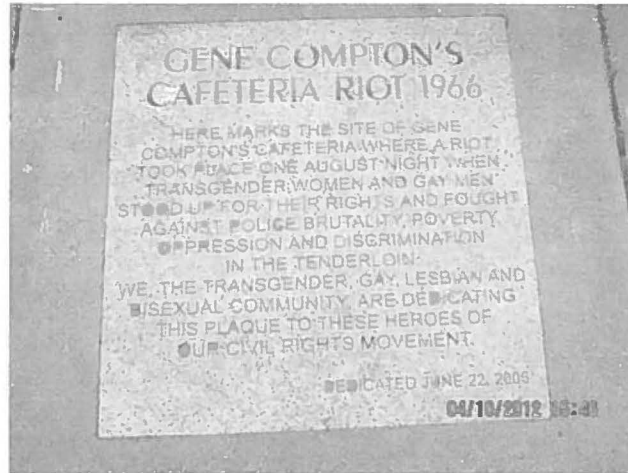 GENE COMPTON'S
CAFETERIA RIOT 1966
HERE MARKS THE SITE OF GENE
COMPTON'S CAFETERIA WHERE A RIOT
TOOK PLACE ONE AUGUST NIGHT WHEN
TRANSGENDER WOMEN AND GAY MEN
STOOD UP FOR THEIR RIGHTS AND FOUGHT
AGAINST POLICE BRUTALITY, POVERTY,
OPPRESSION AND DISCRIMINATION
IN THE TENDERLOIN.
WE, THE TRANSGENDER, GAY, LESBIAN AND
BISEXUAL COMMUNITY, ARE DEDICATING
THIS PLAQUE TO THESE HEROES OF
OUR CIVIL RIGHTS MOVEMENT.
DEDICATED JUNE 22, 2006
04/10/2012